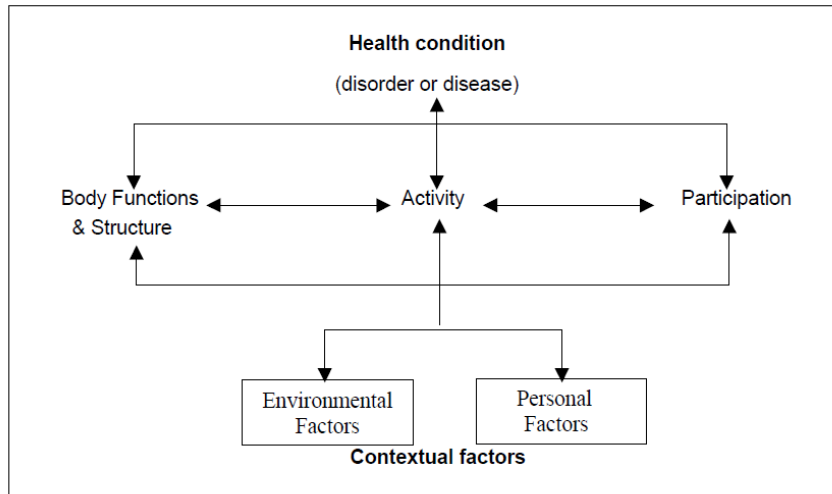 Health condition
(disorder or disease)
Body Functions
& Structure
Activity
Participation
Environmental
Factors
Personal
Factors
Contextual factors